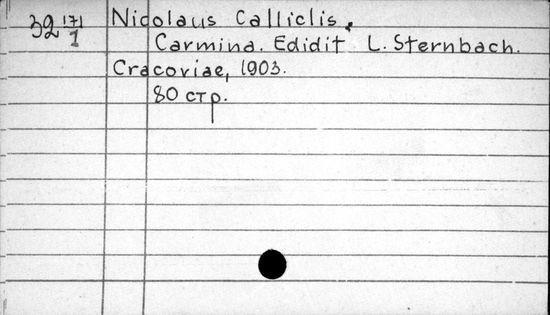 32 171/1 Nicolaus Calliclis.
Carmina. Edidit L. Sternbach.
Cracoviae, 1903.
80 стр.